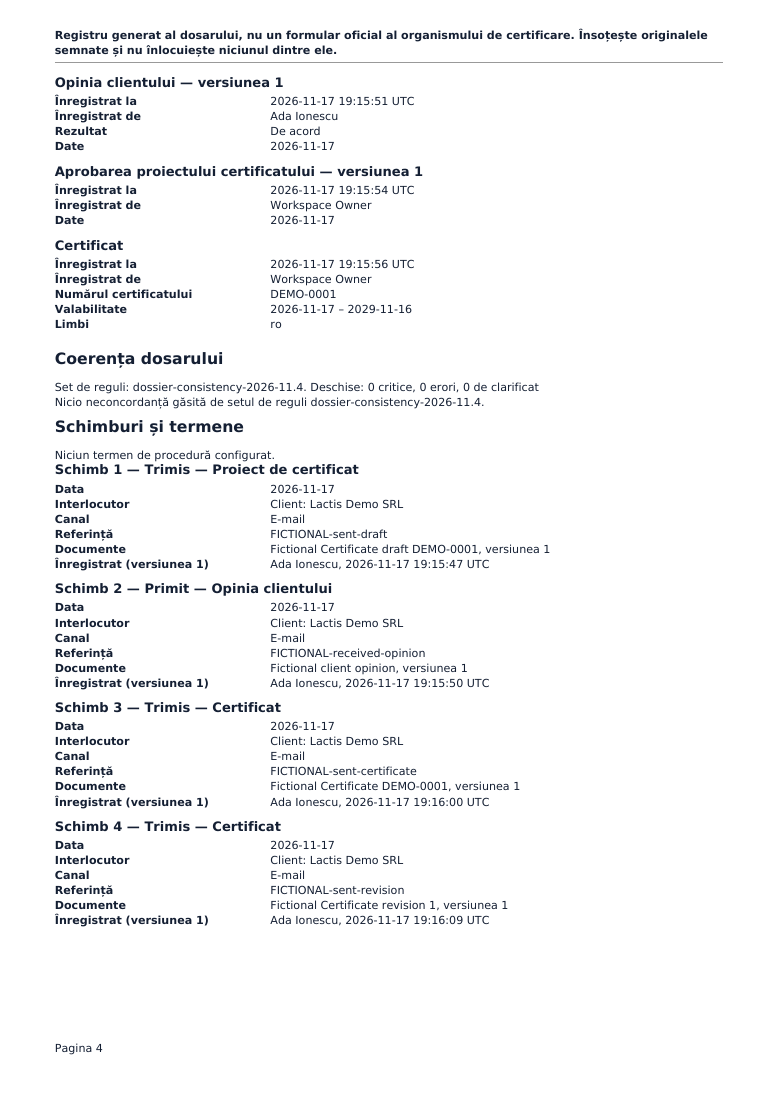 Registru generat al dosarului, nu un formular oficial al organismului de certificare. Însoțește originalele
semnate și nu înlocuiește niciunul dintre ele.
Opinia clientului — versiunea 1
Înregistrat la 2026-11-17 19:15:51 UTC
Înregistrat de Ada Ionescu
Rezultat De acord
Date 2026-11-17
Aprobarea proiectului certificatului — versiunea 1
Înregistrat la 2026-11-17 19:15:54 UTC
Înregistrat de Workspace Owner
Date 2026-11-17
Certificat
Înregistrat la 2026-11-17 19:15:56 UTC
Înregistrat de Workspace Owner
Numărul certificatului DEMO-0001
Valabilitate 2026-11-17 – 2029-11-16
Limbi ro
Coerența dosarului
Set de reguli: dossier-consistency-2026-11.4. Deschise: 0 critice, 0 erori, 0 de clarificat
Nicio neconcordanță găsită de setul de reguli dossier-consistency-2026-11.4.
Schimburi și termene
Niciun termen de procedură configurat.
Schimb 1 — Trimis — Proiect de certificat
Data 2026-11-17
Interlocutor Client: Lactis Demo SRL
Canal E-mail
Referință FICTIONAL-sent-draft
Documente Fictional Certificate draft DEMO-0001, versiunea 1
Înregistrat (versiunea 1) Ada Ionescu, 2026-11-17 19:15:47 UTC
Schimb 2 — Primit — Opinia clientului
Data 2026-11-17
Interlocutor Client: Lactis Demo SRL
Canal E-mail
Referință FICTIONAL-received-opinion
Documente Fictional client opinion, versiunea 1
Înregistrat (versiunea 1) Ada Ionescu, 2026-11-17 19:15:50 UTC
Schimb 3 — Trimis — Certificat
Data 2026-11-17
Interlocutor Client: Lactis Demo SRL
Canal E-mail
Referință FICTIONAL-sent-certificate
Documente Fictional Certificate DEMO-0001, versiunea 1
Înregistrat (versiunea 1) Ada Ionescu, 2026-11-17 19:16:00 UTC
Schimb 4 — Trimis — Certificat
Data 2026-11-17
Interlocutor Client: Lactis Demo SRL
Canal E-mail
Referință FICTIONAL-sent-revision
Documente Fictional Certificate revision 1, versiunea 1
Înregistrat (versiunea 1) Ada Ionescu, 2026-11-17 19:16:09 UTC
Pagina 4